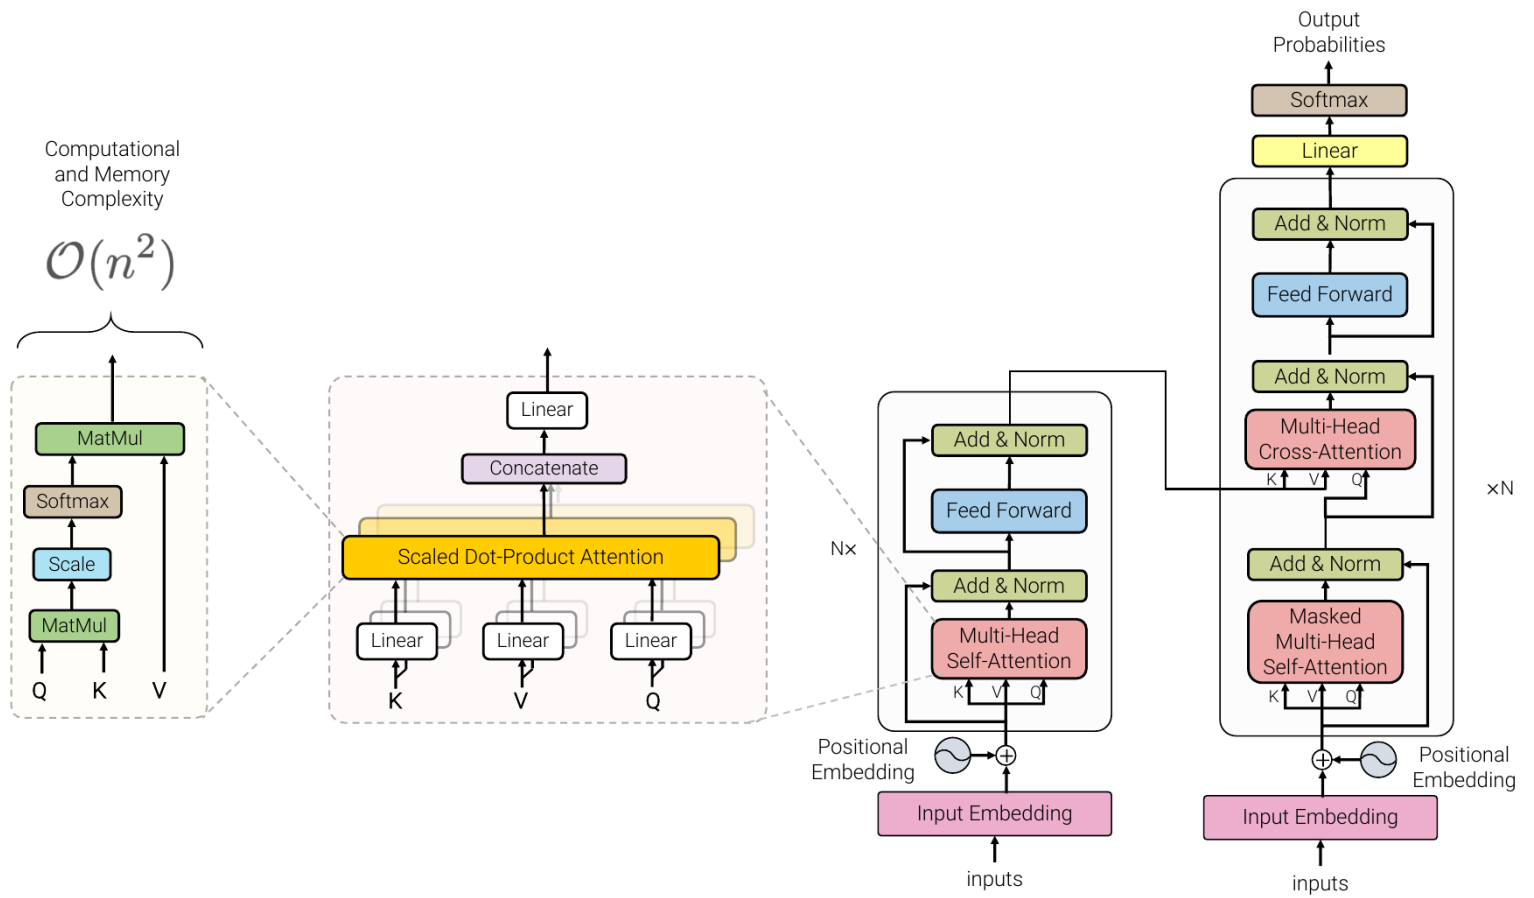 Computational
and Memory
Complexity
O(n²)
MatMul
Softmax
Scale
MatMul
Q K V
Linear
Concatenate
Scaled Dot-Product Attention
Linear Linear Linear
K V Q
N×
Add & Norm
Feed Forward
Add & Norm
Multi-Head
Self-Attention
K V Q
Positional
Embedding
Input Embedding
inputs
Output
Probabilities
Softmax
Linear
Add & Norm
Feed Forward
Add & Norm
Multi-Head
Cross-Attention
K V Q
×N
Add & Norm
Masked
Multi-Head
Self-Attention
K V Q
Positional
Embedding
Input Embedding
inputs